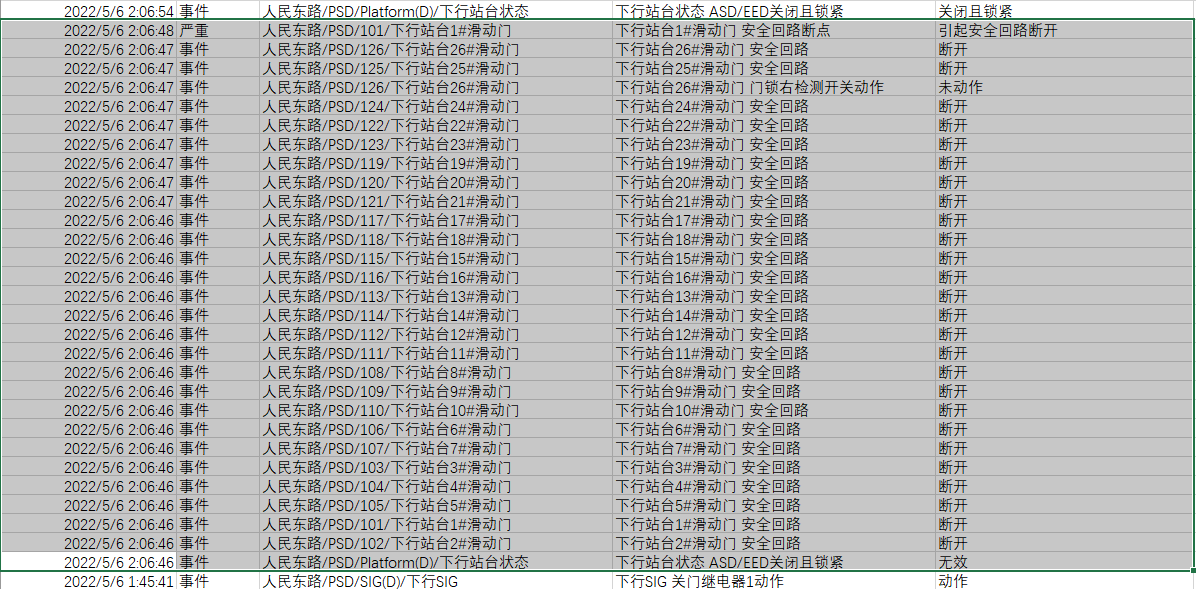 2022/5/6 2:06:54 事件 人民东路/PSD/Platform(D)/下行站台状态 下行站台状态 ASD/EED关闭且锁紧 关闭且锁紧
2022/5/6 2:06:48 严重 人民东路/PSD/101/下行站台1#滑动门 下行站台1#滑动门 安全回路断点 引起安全回路断开
2022/5/6 2:06:47 事件 人民东路/PSD/126/下行站台26#滑动门 下行站台26#滑动门 安全回路 断开
2022/5/6 2:06:47 事件 人民东路/PSD/125/下行站台25#滑动门 下行站台25#滑动门 安全回路 断开
2022/5/6 2:06:47 事件 人民东路/PSD/126/下行站台26#滑动门 下行站台26#滑动门 门锁右检测开关动作 未动作
2022/5/6 2:06:47 事件 人民东路/PSD/124/下行站台24#滑动门 下行站台24#滑动门 安全回路 断开
2022/5/6 2:06:47 事件 人民东路/PSD/122/下行站台22#滑动门 下行站台22#滑动门 安全回路 断开
2022/5/6 2:06:47 事件 人民东路/PSD/123/下行站台23#滑动门 下行站台23#滑动门 安全回路 断开
2022/5/6 2:06:47 事件 人民东路/PSD/119/下行站台19#滑动门 下行站台19#滑动门 安全回路 断开
2022/5/6 2:06:47 事件 人民东路/PSD/120/下行站台20#滑动门 下行站台20#滑动门 安全回路 断开
2022/5/6 2:06:47 事件 人民东路/PSD/121/下行站台21#滑动门 下行站台21#滑动门 安全回路 断开
2022/5/6 2:06:46 事件 人民东路/PSD/117/下行站台17#滑动门 下行站台17#滑动门 安全回路 断开
2022/5/6 2:06:46 事件 人民东路/PSD/118/下行站台18#滑动门 下行站台18#滑动门 安全回路 断开
2022/5/6 2:06:46 事件 人民东路/PSD/115/下行站台15#滑动门 下行站台15#滑动门 安全回路 断开
2022/5/6 2:06:46 事件 人民东路/PSD/116/下行站台16#滑动门 下行站台16#滑动门 安全回路 断开
2022/5/6 2:06:46 事件 人民东路/PSD/113/下行站台13#滑动门 下行站台13#滑动门 安全回路 断开
2022/5/6 2:06:46 事件 人民东路/PSD/114/下行站台14#滑动门 下行站台14#滑动门 安全回路 断开
2022/5/6 2:06:46 事件 人民东路/PSD/112/下行站台12#滑动门 下行站台12#滑动门 安全回路 断开
2022/5/6 2:06:46 事件 人民东路/PSD/111/下行站台11#滑动门 下行站台11#滑动门 安全回路 断开
2022/5/6 2:06:46 事件 人民东路/PSD/108/下行站台8#滑动门 下行站台8#滑动门 安全回路 断开
2022/5/6 2:06:46 事件 人民东路/PSD/109/下行站台9#滑动门 下行站台9#滑动门 安全回路 断开
2022/5/6 2:06:46 事件 人民东路/PSD/110/下行站台10#滑动门 下行站台10#滑动门 安全回路 断开
2022/5/6 2:06:46 事件 人民东路/PSD/106/下行站台6#滑动门 下行站台6#滑动门 安全回路 断开
2022/5/6 2:06:46 事件 人民东路/PSD/107/下行站台7#滑动门 下行站台7#滑动门 安全回路 断开
2022/5/6 2:06:46 事件 人民东路/PSD/103/下行站台3#滑动门 下行站台3#滑动门 安全回路 断开
2022/5/6 2:06:46 事件 人民东路/PSD/104/下行站台4#滑动门 下行站台4#滑动门 安全回路 断开
2022/5/6 2:06:46 事件 人民东路/PSD/105/下行站台5#滑动门 下行站台5#滑动门 安全回路 断开
2022/5/6 2:06:46 事件 人民东路/PSD/101/下行站台1#滑动门 下行站台1#滑动门 安全回路 断开
2022/5/6 2:06:46 事件 人民东路/PSD/102/下行站台2#滑动门 下行站台2#滑动门 安全回路 断开
2022/5/6 2:06:46 事件 人民东路/PSD/Platform(D)/下行站台状态 下行站台状态 ASD/EED关闭且锁紧 无效
2022/5/6 1:45:41 事件 人民东路/PSD/SIG(D)/下行SIG 下行SIG 关门继电器1动作 动作